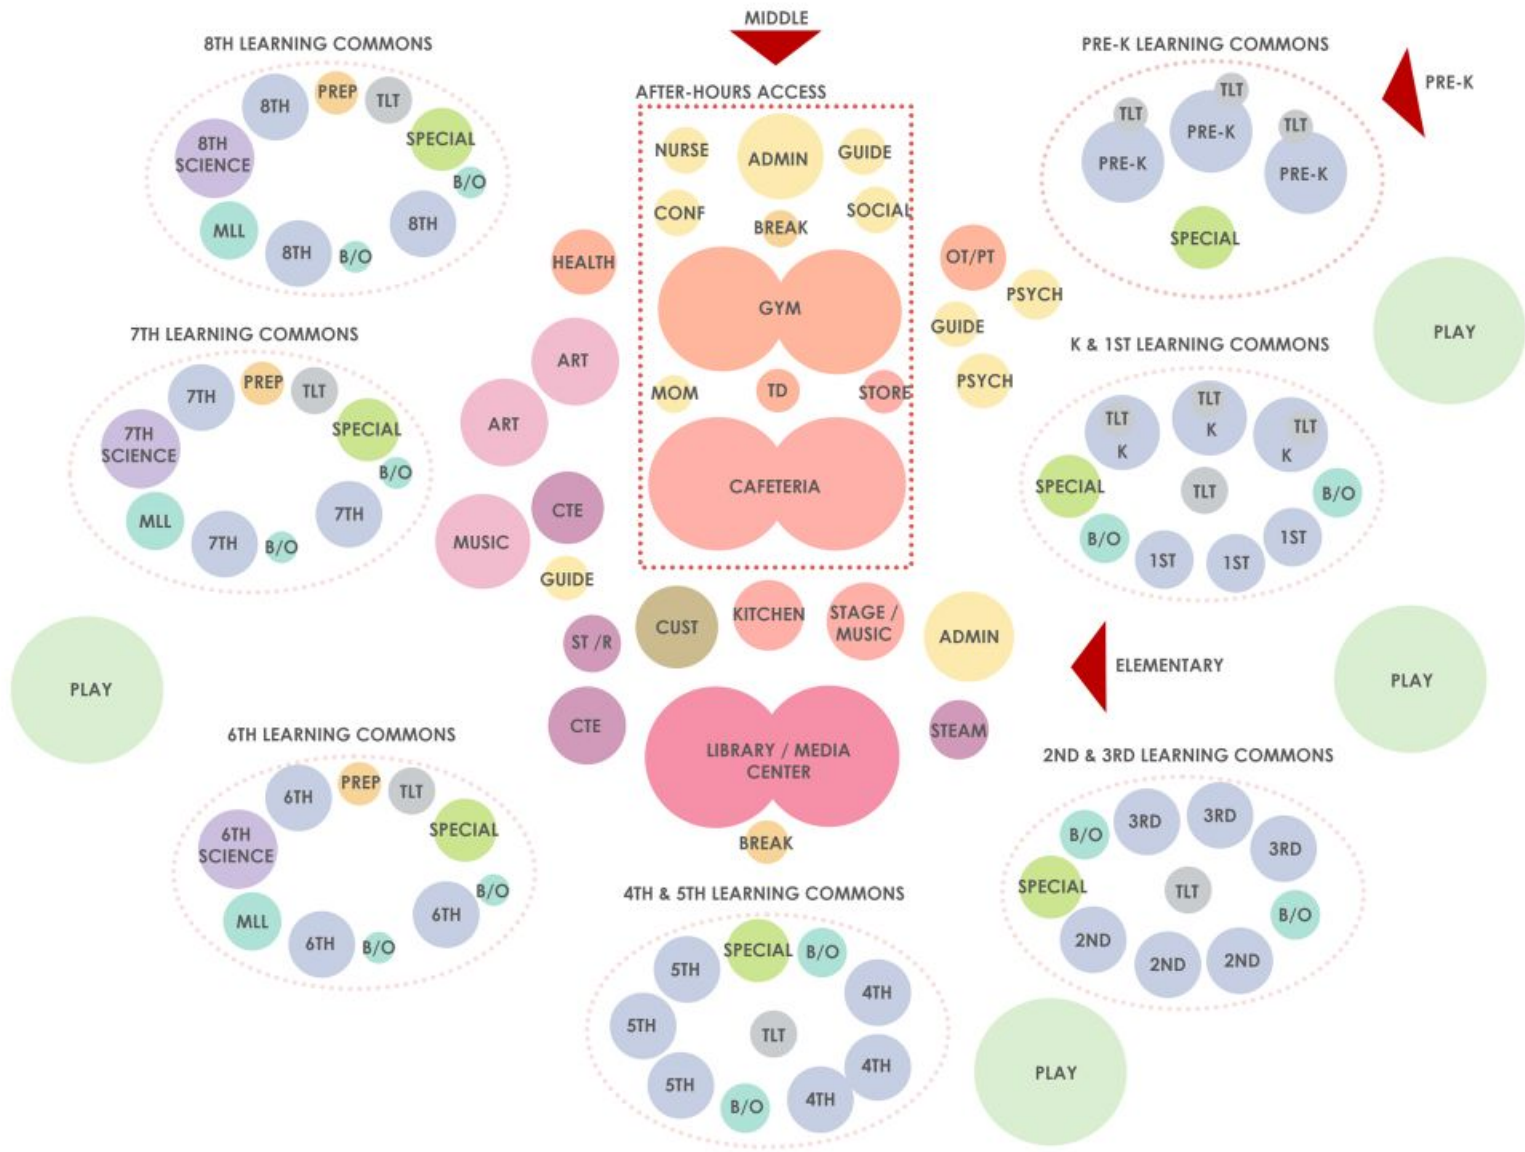 MIDDLE
8TH LEARNING COMMONS
8TH
PREP
TLT
SPECIAL
8TH
SCIENCE
B/O
MLL
8TH
B/O
8TH
7TH LEARNING COMMONS
7TH
PREP
TLT
SPECIAL
7TH
SCIENCE
B/O
MLL
7TH
B/O
7TH
PLAY
6TH LEARNING COMMONS
6TH
PREP
TLT
SPECIAL
6TH
SCIENCE
B/O
MLL
6TH
B/O
6TH
HEALTH
ART
ART
MUSIC
CTE
GUIDE
ST /R
CTE
AFTER-HOURS ACCESS
NURSE
ADMIN
GUIDE
CONF
BREAK
SOCIAL
GYM
MOM
TD
STORE
CAFETERIA
CUST
KITCHEN
STAGE /
MUSIC
ADMIN
LIBRARY / MEDIA
CENTER
STEAM
BREAK
4TH & 5TH LEARNING COMMONS
SPECIAL
B/O
5TH
4TH
5TH
TLT
4TH
5TH
B/O
4TH
OT/PT
PSYCH
GUIDE
PSYCH
PRE-K LEARNING COMMONS
PRE-K
TLT
TLT
TLT
PRE-K
PRE-K
PRE-K
SPECIAL
PLAY
K & 1ST LEARNING COMMONS
TLT
K
TLT
K
TLT
K
SPECIAL
TLT
B/O
B/O
1ST
1ST
1ST
ELEMENTARY
PLAY
2ND & 3RD LEARNING COMMONS
B/O
3RD
3RD
3RD
SPECIAL
TLT
B/O
2ND
2ND
2ND
PLAY